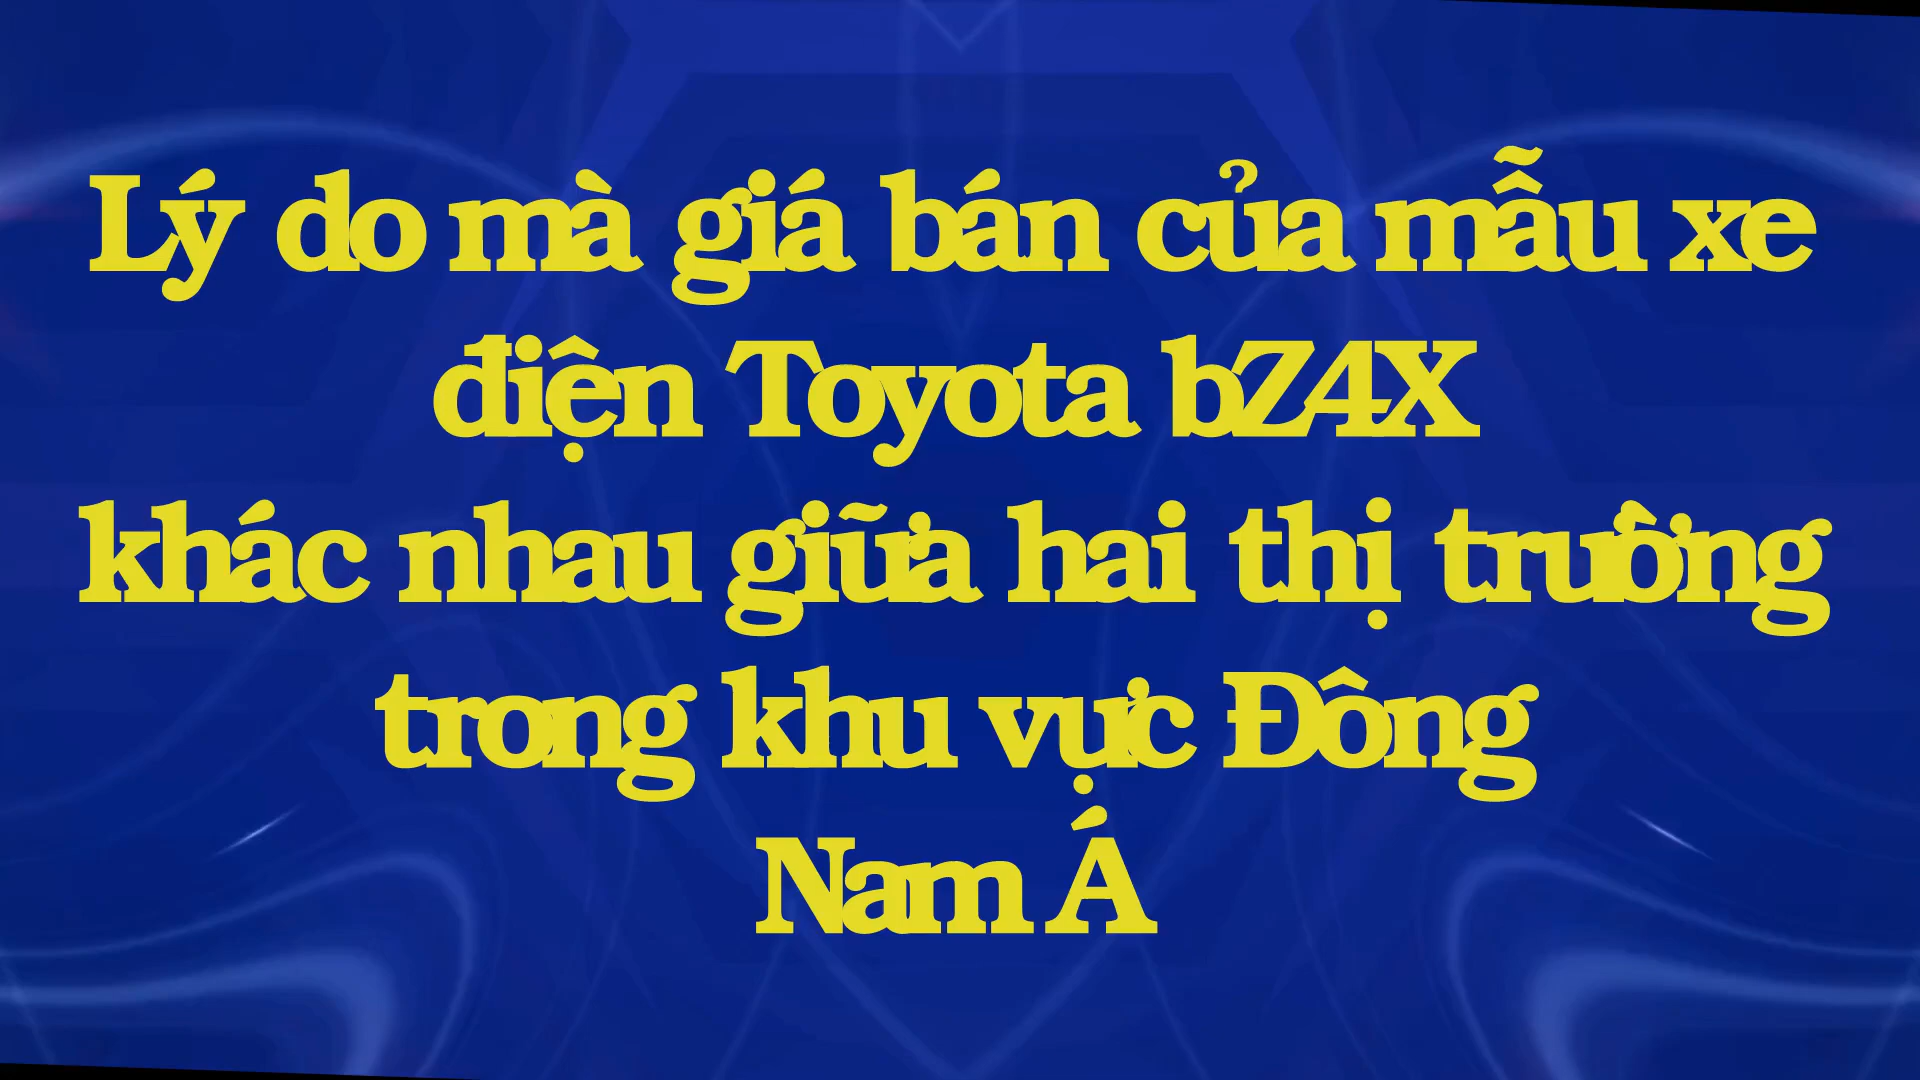 Lý do mà giá bán của mẫu xe
điện Toyota bZ4X
khác nhau giữa hai thị trường
trong khu vực Đông
Nam Á